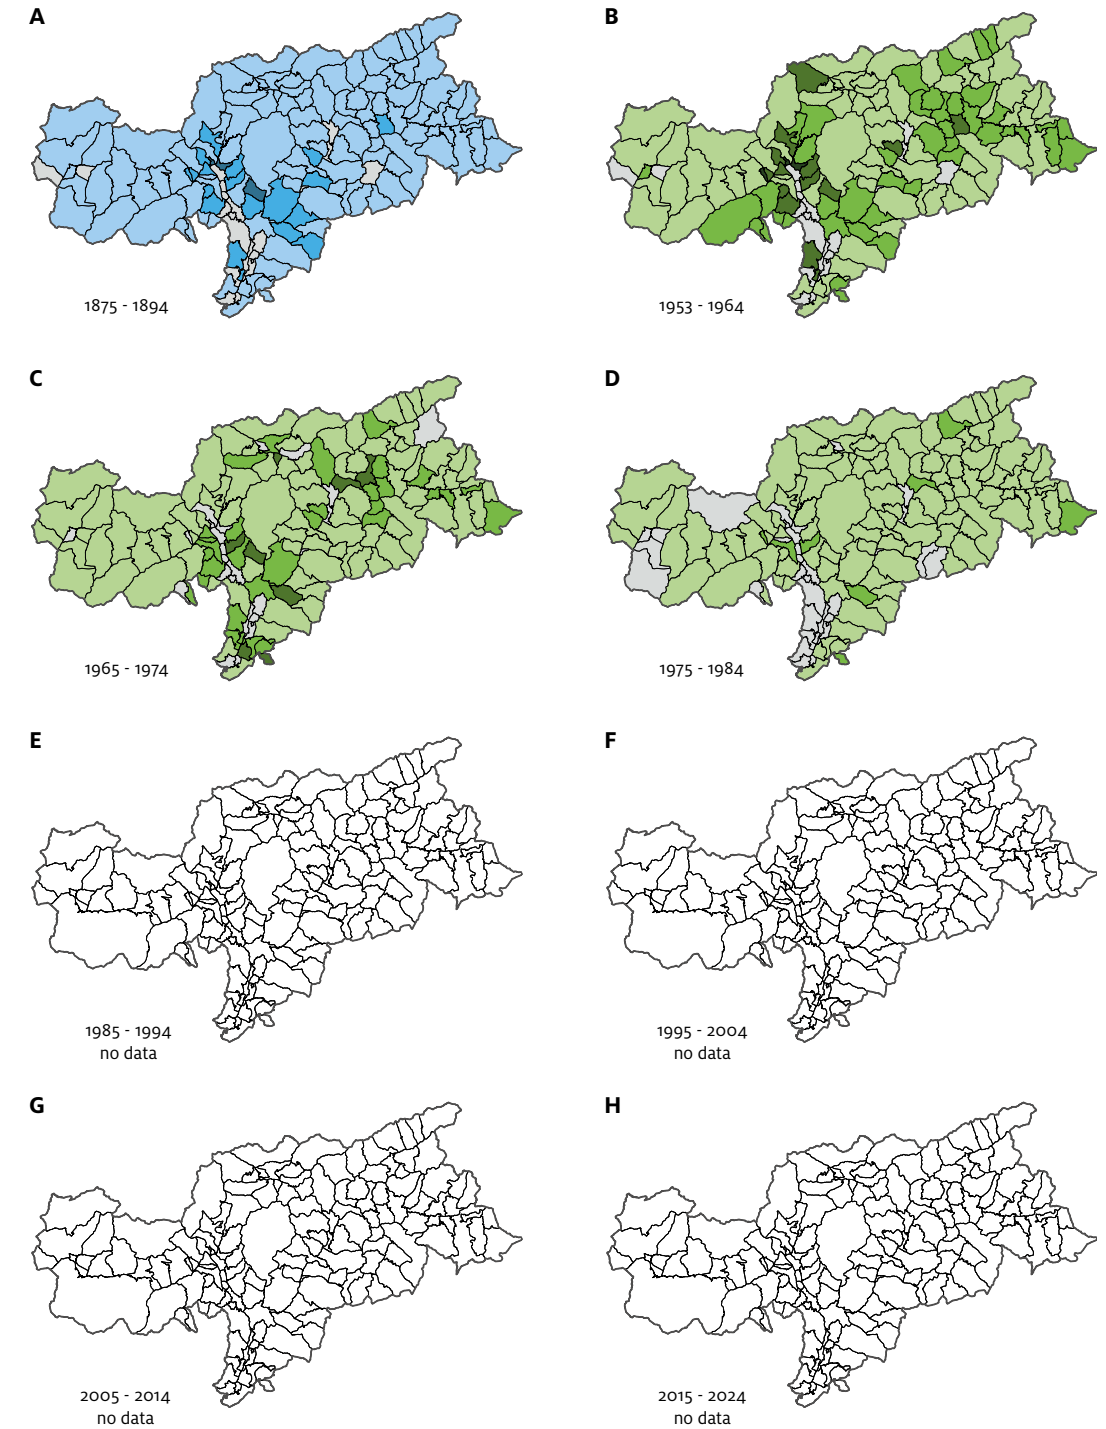 A
B
1875 - 1894
1953 - 1964
C
D
1965 - 1974
1975 - 1984
E
F
1985 - 1994
no data
1995 - 2004
no data
G
H
2005 - 2014
no data
2015 - 2024
no data